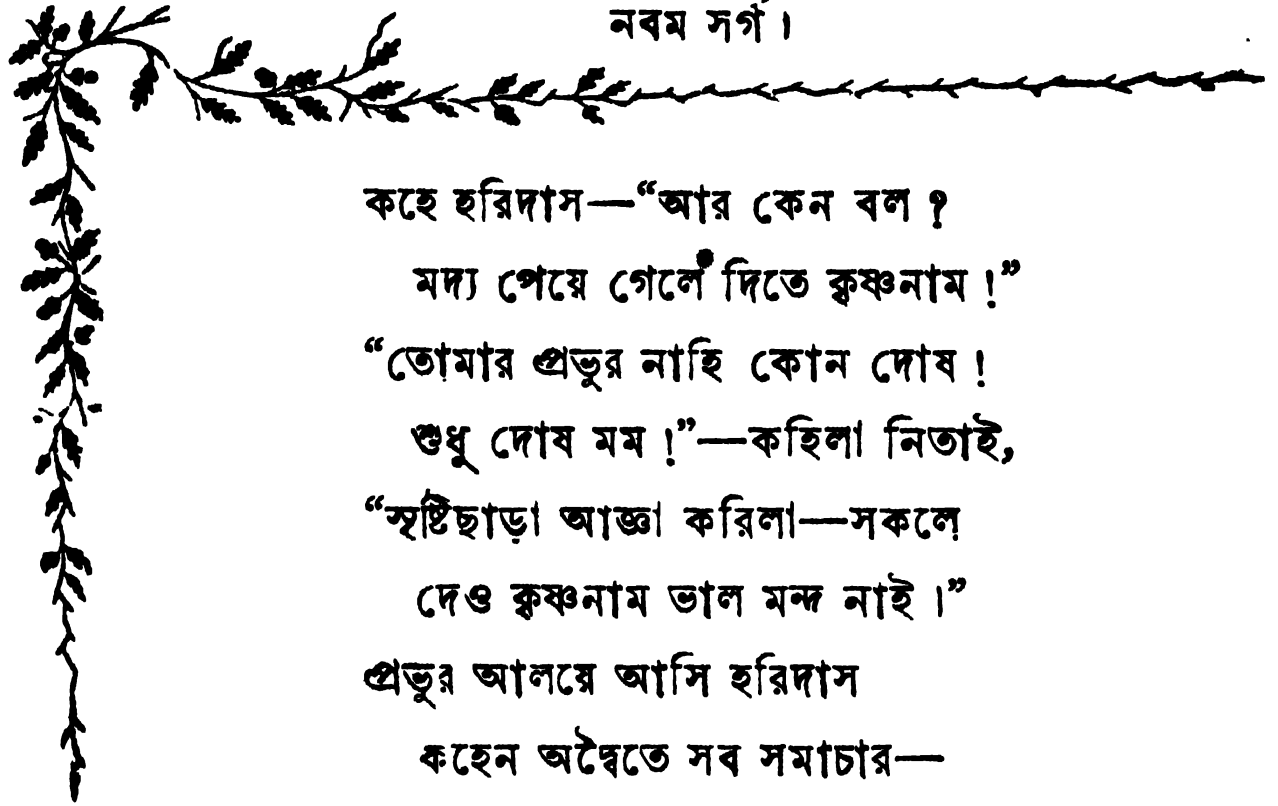 নবম সর্গ।
কহে হরিদাস—“আর কেন বল?
মদ্য পেয়ে গেলে দিতে কৃষ্ণনাম!”
“তোমার প্রভুর নাহি কোন দোষ!
শুধু দোষ মম!”—কহিলা নিতাই,
“সৃষ্টিছাড়া আজ্ঞা করিলা—সকলে
দেও কৃষ্ণনাম ভাল মন্দ নাই।”
প্রভুর আলয়ে আসি হরিদাস
কহেন অদ্বৈতে সব সমাচার—